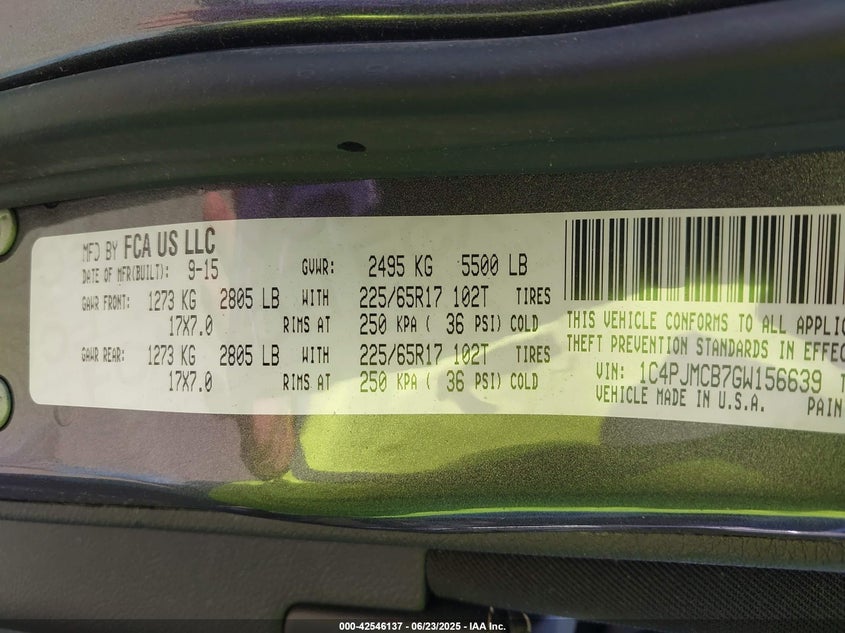 MFD BY FCA US LLC
DATE OF MFR(BUILT): 9-15 GVWR: 2495 KG 5500 LB
GAWR FRONT: 1273 KG 2805 LB WITH 225/65R17 102T TIRES
17X7.0 RIMS AT 250 KPA ( 36 PSI) COLD
GAWR REAR: 1273 KG 2805 LB WITH 225/65R17 102T TIRES
17X7.0 RIMS AT 250 KPA ( 36 PSI) COLD
THIS VEHICLE CONFORMS TO ALL APPLIC
THEFT PREVENTION STANDARDS IN EFFEC
VIN: 1C4PJMCB7GW156639 T
VEHICLE MADE IN U.S.A. PAIN
000-42546137 - 06/23/2025 - IAA Inc.